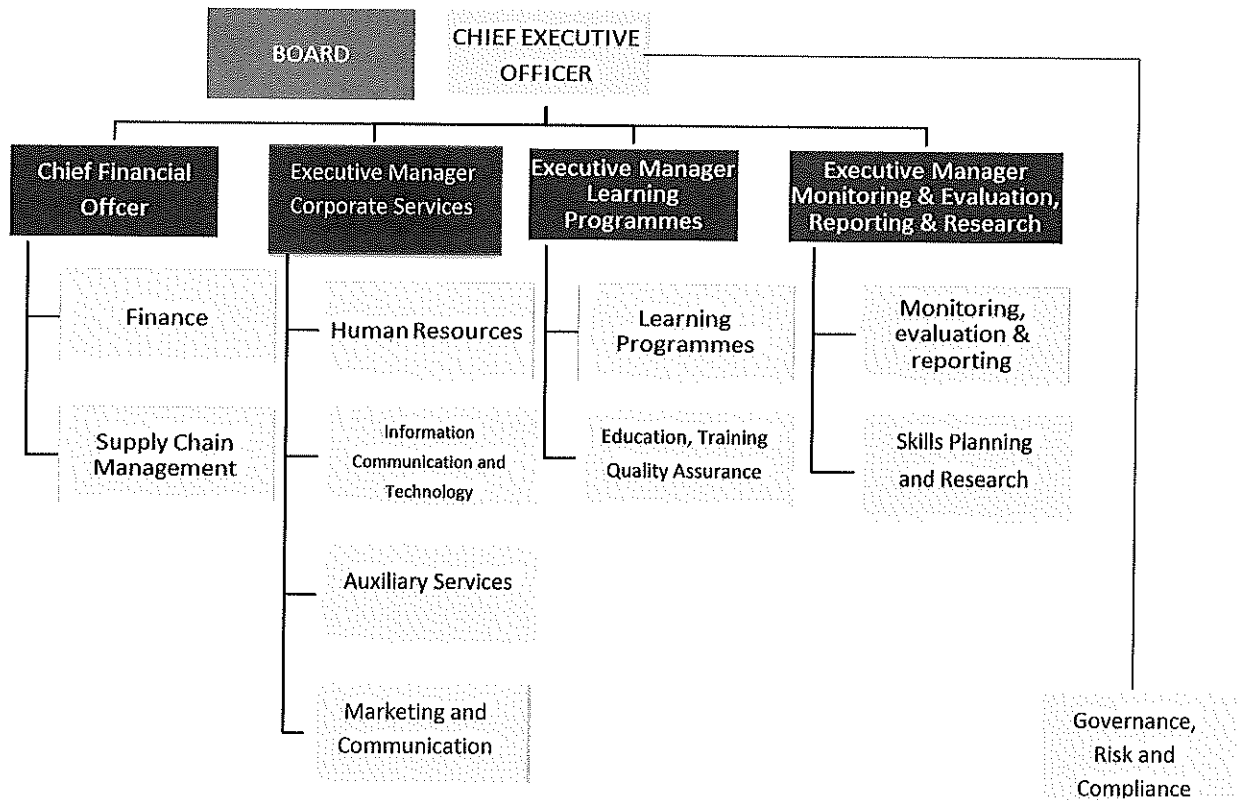 BOARD
CHIEF EXECUTIVE
OFFICER
Chief Financial
Offcer
Executive Manager
Corporate Services
Executive Manager
Learning
Programmes
Executive Manager
Monitoring & Evaluation,
Reporting & Research
Finance
Human Resources
Learning
Programmes
Monitoring,
evaluation &
reporting
Supply Chain
Management
Information
Communication and
Technology
Education, Training
Quality Assurance
Skills Planning
and Research
Auxiliary Services
Marketing and
Communication
Governance,
Risk and
Compliance